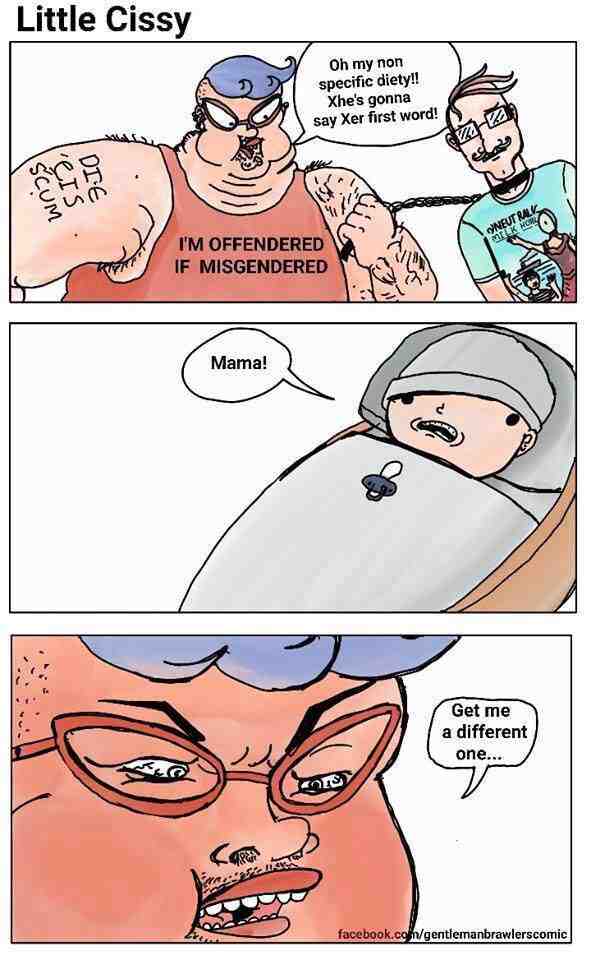 Little Cissy
Oh my non
specific diety!!
Xhe's gonna
say Xer first word!
DIE
CIS
SCUM
I'M OFFENDERED
IF MISGENDERED
MILK
Mama!
Get me
a different
one...
facebook.com/gentlemanbrawlerscomic